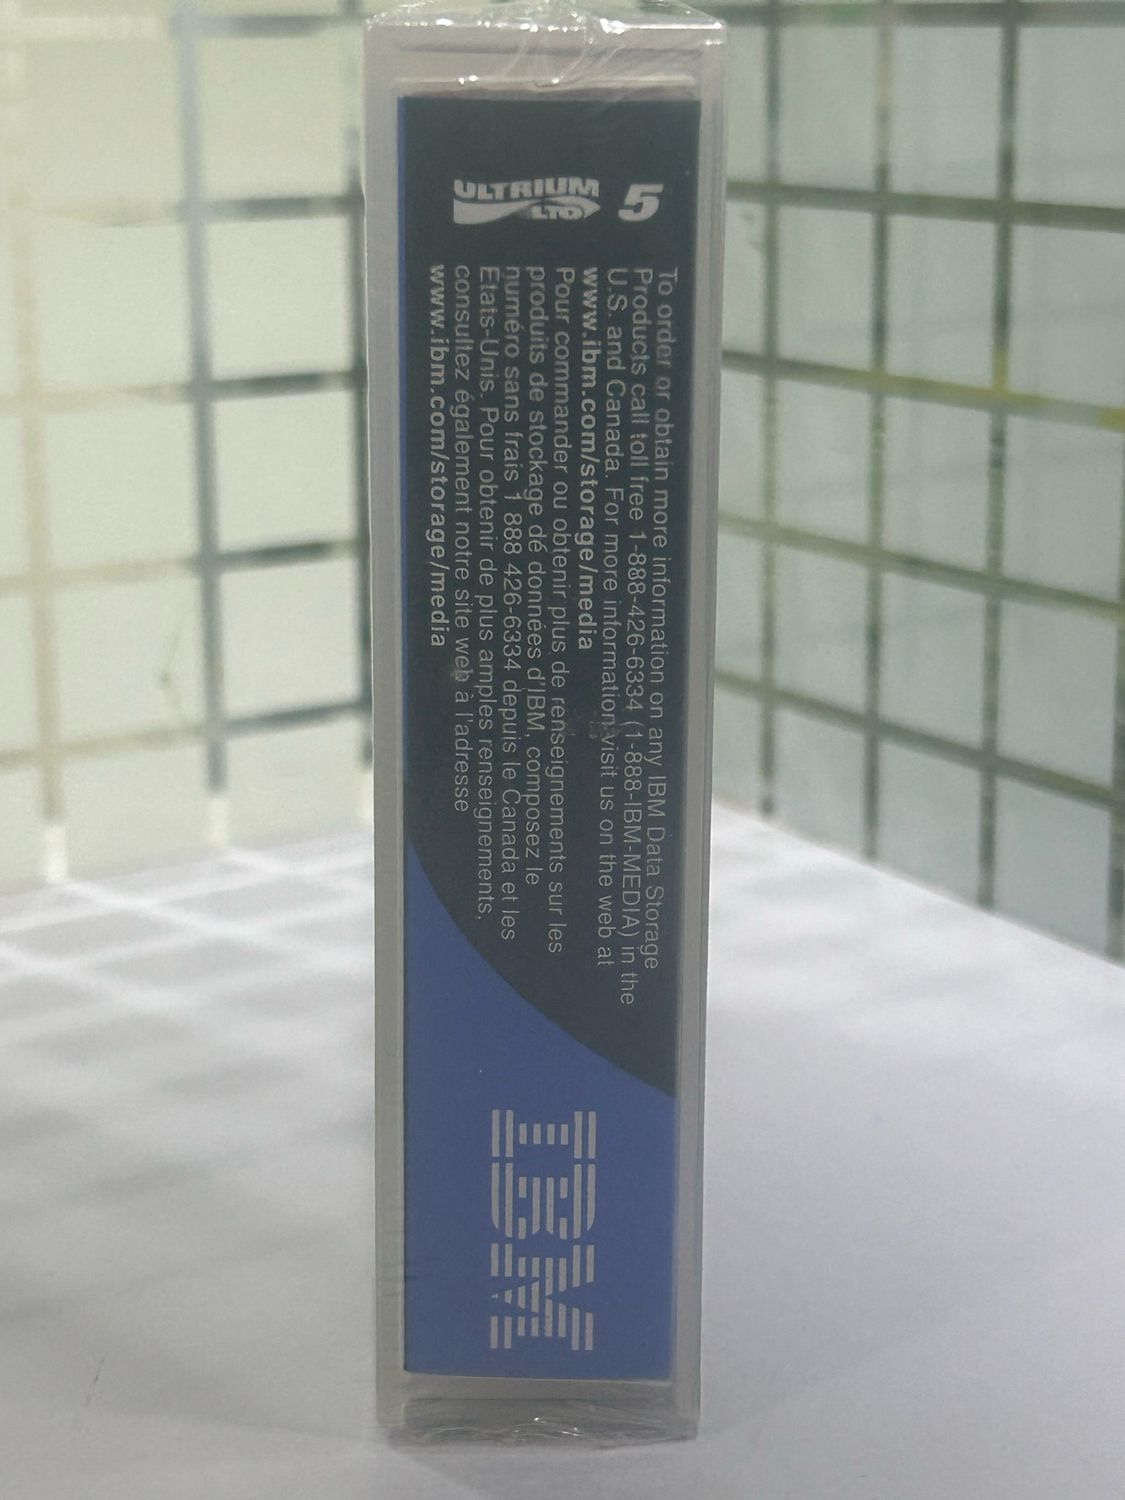 ULTRIUM
LTO
5
To order or obtain more information on any IBM Data Storage
Products call toll free 1-888-426-6334 (1-888-IBM-MEDIA) in the
U.S. and Canada. For more information visit us on the web at
www.ibm.com/storage/media
Pour commander ou obtenir plus de renseignements sur les
produits de stockage de données d'IBM, composez le
numéro sans frais 1 888 426-6334 depuis le Canada et les
États-Unis. Pour obtenir de plus amples renseignements,
consultez également notre site web à l'adresse
www.ibm.com/storage/media
IBM